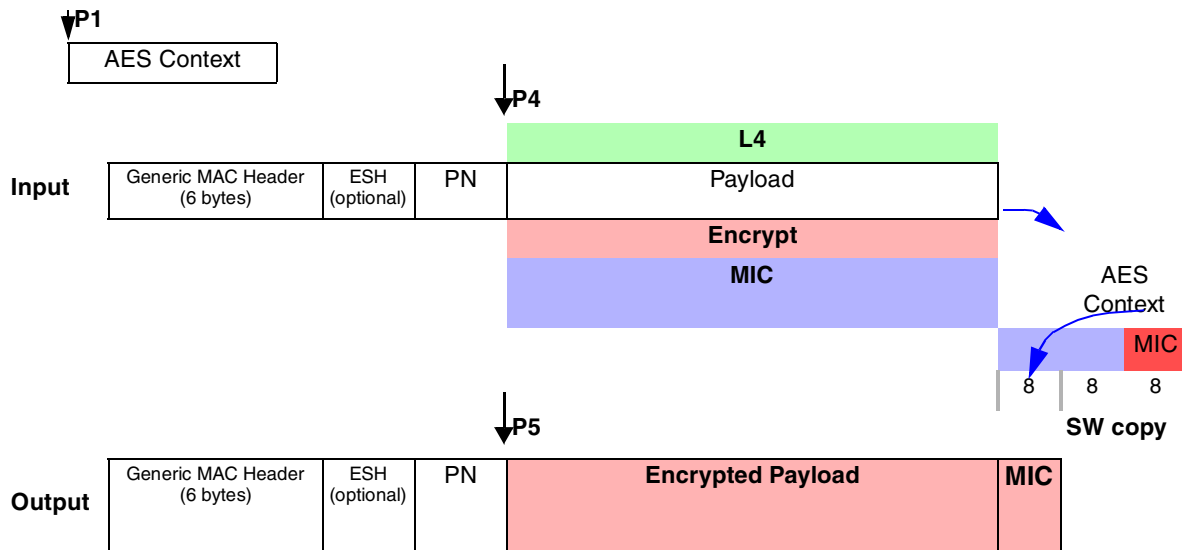 P1
AES Context
P4
L4
Input
Generic MAC Header
(6 bytes)
ESH
(optional)
PN
Payload
Encrypt
MIC
AES
Context
MIC
8
8
8
SW copy
P5
Output
Generic MAC Header
(6 bytes)
ESH
(optional)
PN
Encrypted Payload
MIC